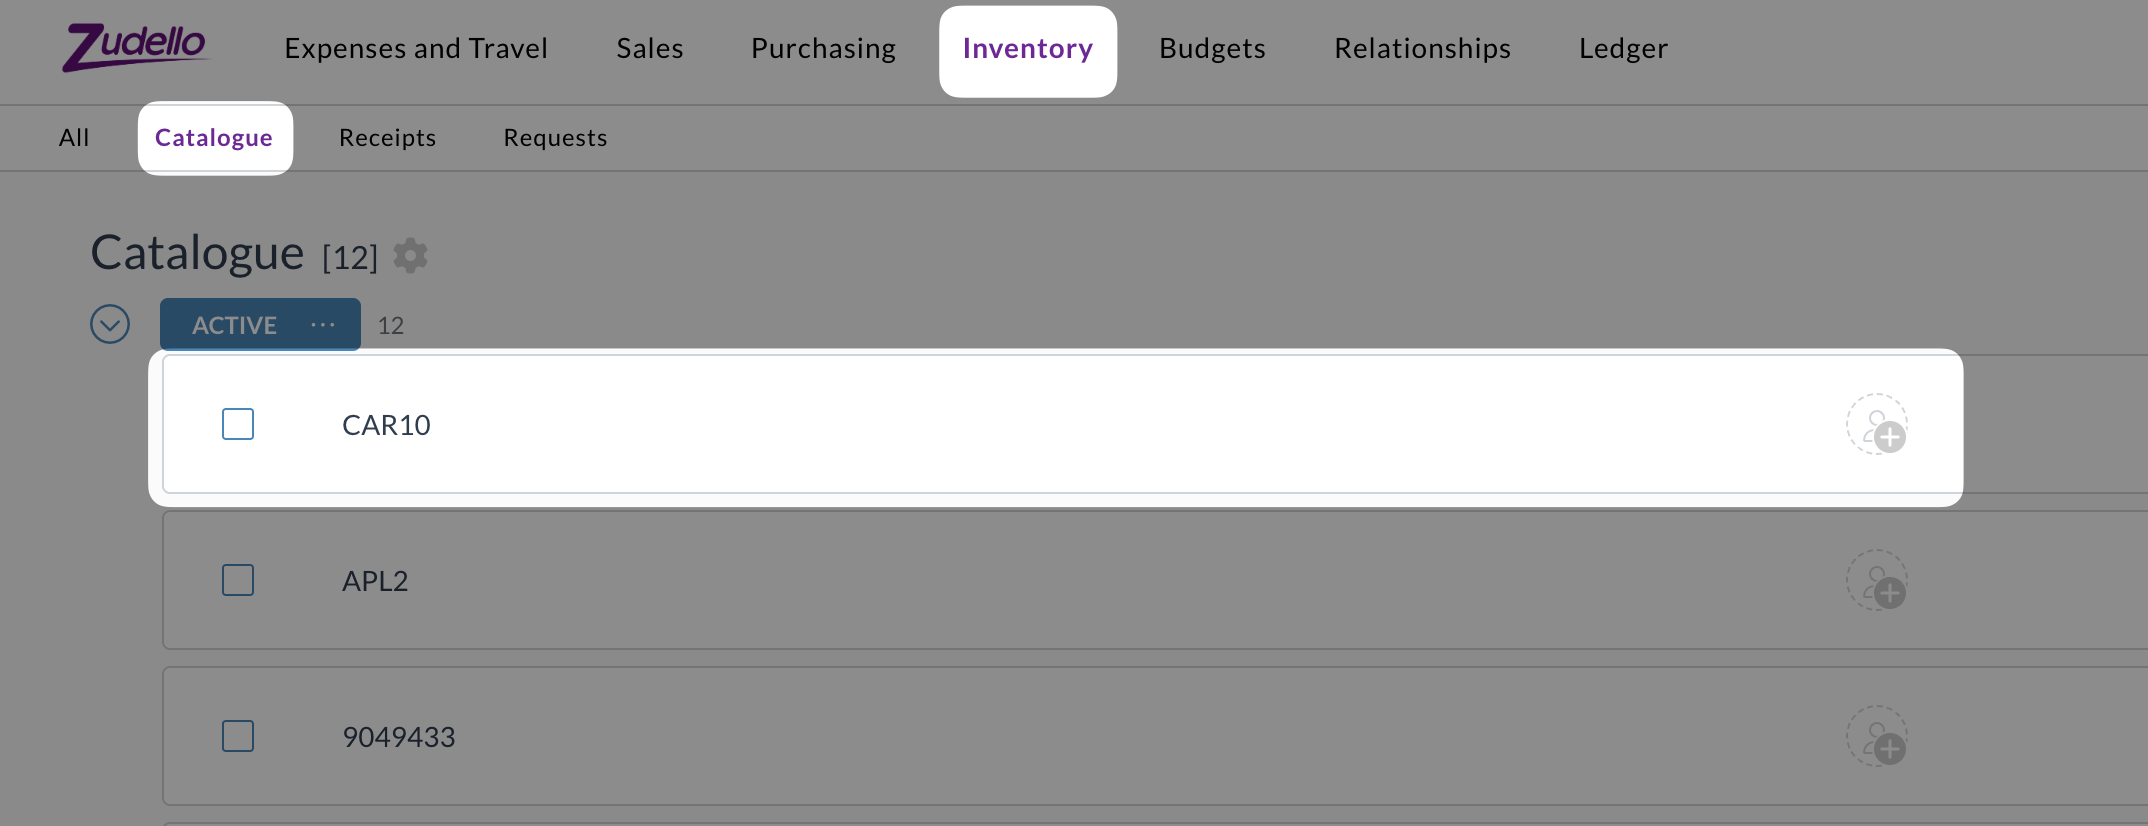 Zudello Expenses and Travel Sales Purchasing Inventory Budgets Relationships Ledger
All Catalogue Receipts Requests
Catalogue [12]
ACTIVE ... 12
CAR10
APL2
9049433